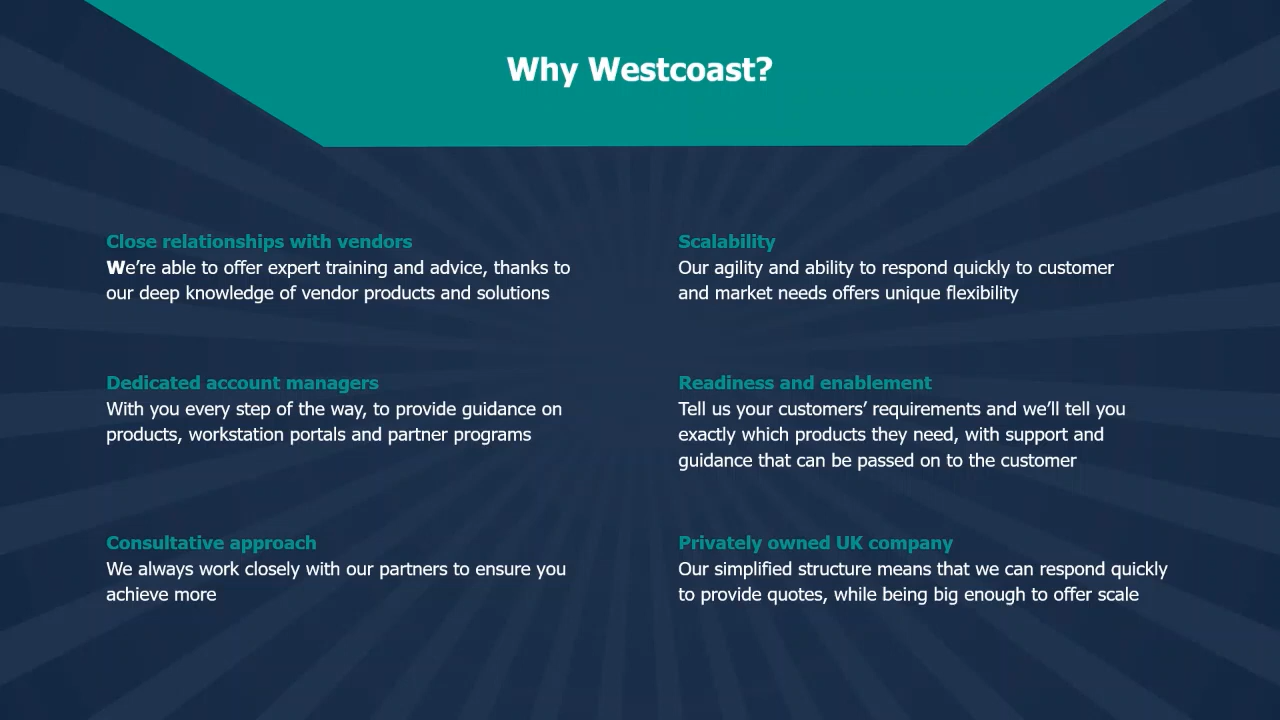 Why Westcoast?
Close relationships with vendors
We’re able to offer expert training and advice, thanks to
our deep knowledge of vendor products and solutions
Dedicated account managers
With you every step of the way, to provide guidance on
products, workstation portals and partner programs
Consultative approach
We always work closely with our partners to ensure you
achieve more
Scalability
Our agility and ability to respond quickly to customer
and market needs offers unique flexibility
Readiness and enablement
Tell us your customers’ requirements and we’ll tell you
exactly which products they need, with support and
guidance that can be passed on to the customer
Privately owned UK company
Our simplified structure means that we can respond quickly
to provide quotes, while being big enough to offer scale